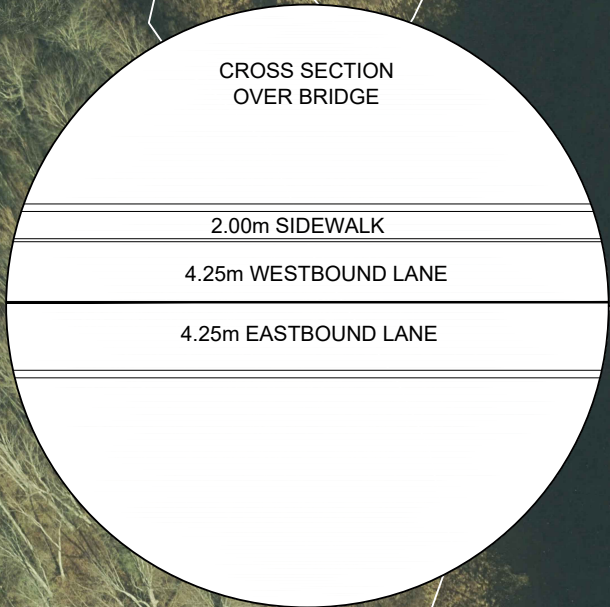 CROSS SECTION
OVER BRIDGE
2.00m SIDEWALK
4.25m WESTBOUND LANE
4.25m EASTBOUND LANE